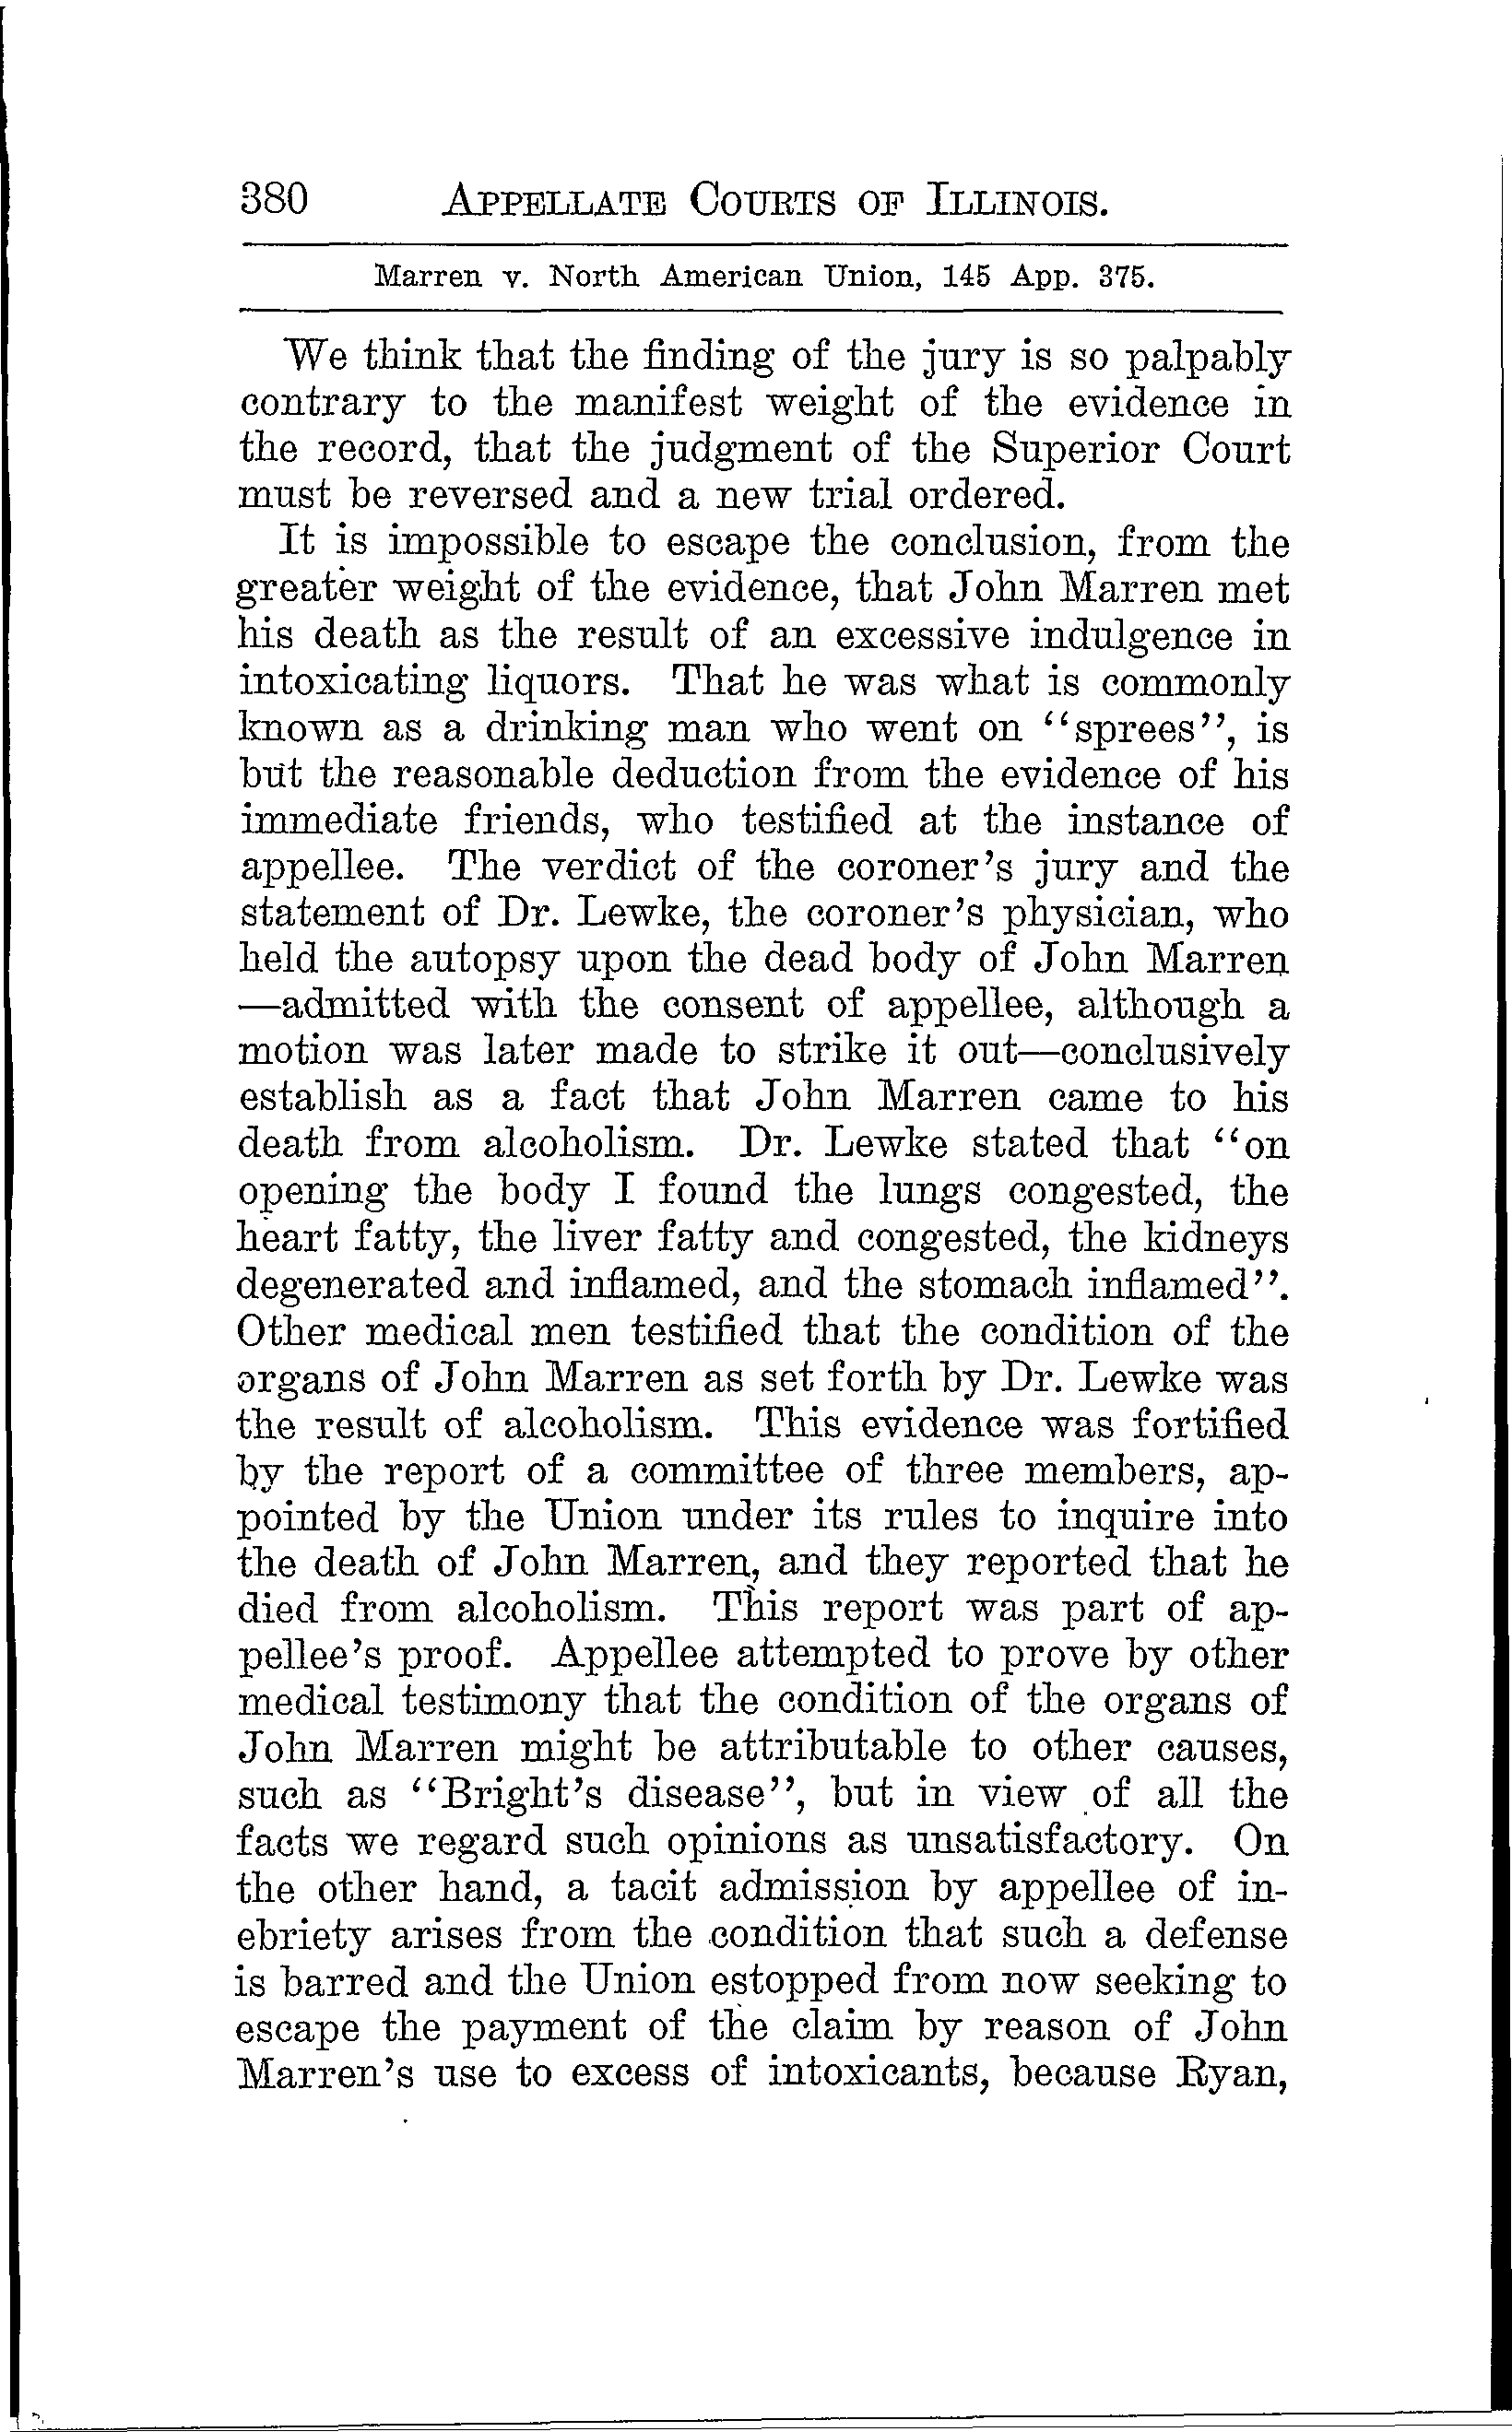 380 APPELLATE COURTS OF ILLINOIS.
Marren v. North American Union, 145 App. 375.
We think that the finding of the jury is so palpably
contrary to the manifest weight of the evidence in
the record, that the judgment of the Superior Court
must be reversed and a new trial ordered.
It is impossible to escape the conclusion, from the
greater weight of the evidence, that John Marren met
his death as the result of an excessive indulgence in
intoxicating liquors. That he was what is commonly
known as a drinking man who went on "sprees", is
but the reasonable deduction from the evidence of his
immediate friends, who testified at the instance of
appellee. The verdict of the coroner's jury and the
statement of Dr. Lewke, the coroner's physician, who
held the autopsy upon the dead body of John Marren
—admitted with the consent of appellee, although a
motion was later made to strike it out—conclusively
establish as a fact that John Marren came to his
death from alcoholism. Dr. Lewke stated that "on
opening the body I found the lungs congested, the
heart fatty, the liver fatty and congested, the kidneys
degenerated and inflamed, and the stomach inflamed".
Other medical men testified that the condition of the
organs of John Marren as set forth by Dr. Lewke was
the result of alcoholism. This evidence was fortified
by the report of a committee of three members, ap-
pointed by the Union under its rules to inquire into
the death of John Marren, and they reported that he
died from alcoholism. This report was part of ap-
pellee's proof. Appellee attempted to prove by other
medical testimony that the condition of the organs of
John Marren might be attributable to other causes,
such as "Bright's disease", but in view of all the
facts we regard such opinions as unsatisfactory. On
the other hand, a tacit admission by appellee of in-
ebriety arises from the condition that such a defense
is barred and the Union estopped from now seeking to
escape the payment of the claim by reason of John
Marren's use to excess of intoxicants, because Ryan,